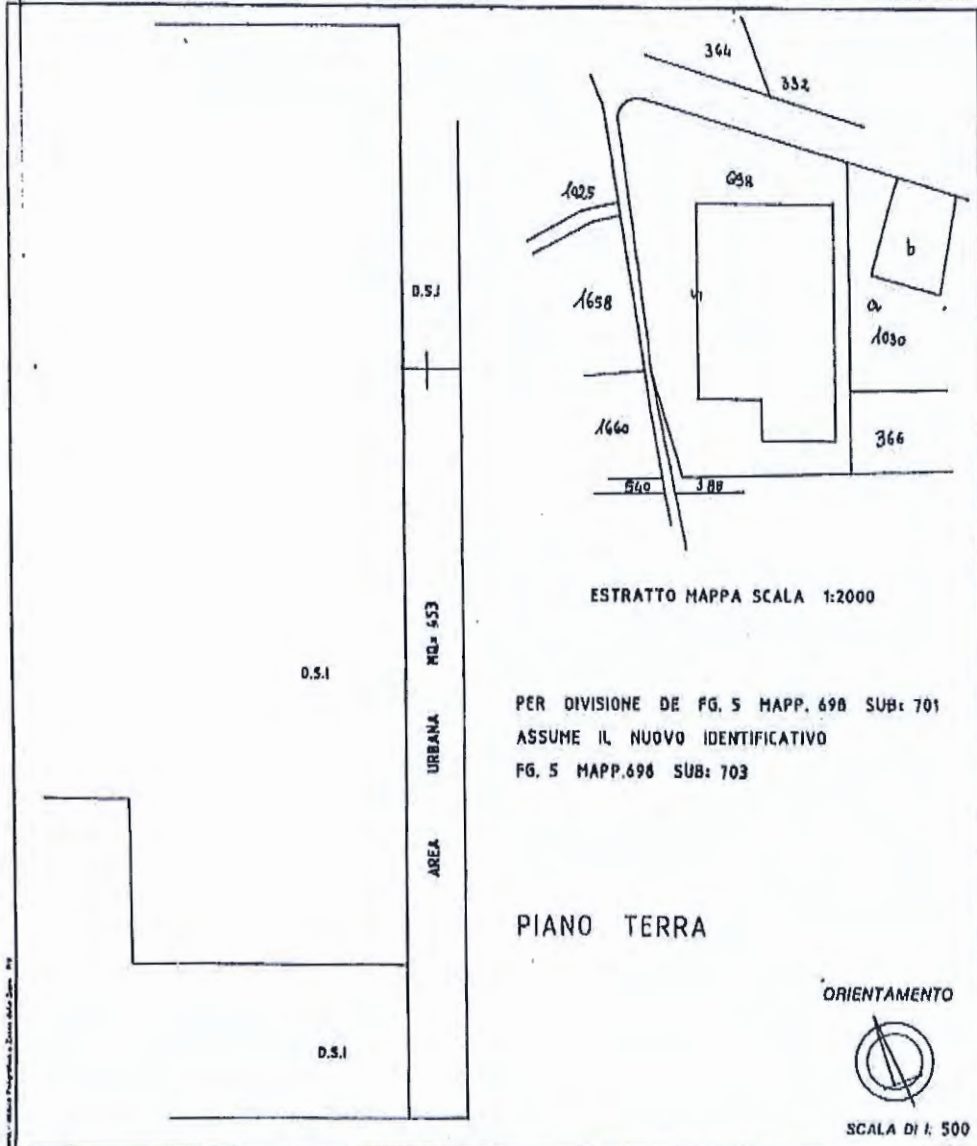 364
332
698
1025
b
D.S.I
1658
a
1030
1660
366
540
388
ESTRATTO MAPPA SCALA 1:2000
AREA URBANA MQ= 453
D.S.I
PER DIVISIONE DE FG. 5 MAPP. 698 SUB: 701
ASSUME IL NUOVO IDENTIFICATIVO
FG. 5 MAPP.698 SUB: 703
PIANO TERRA
ORIENTAMENTO
D.S.I
SCALA DI 1: 500